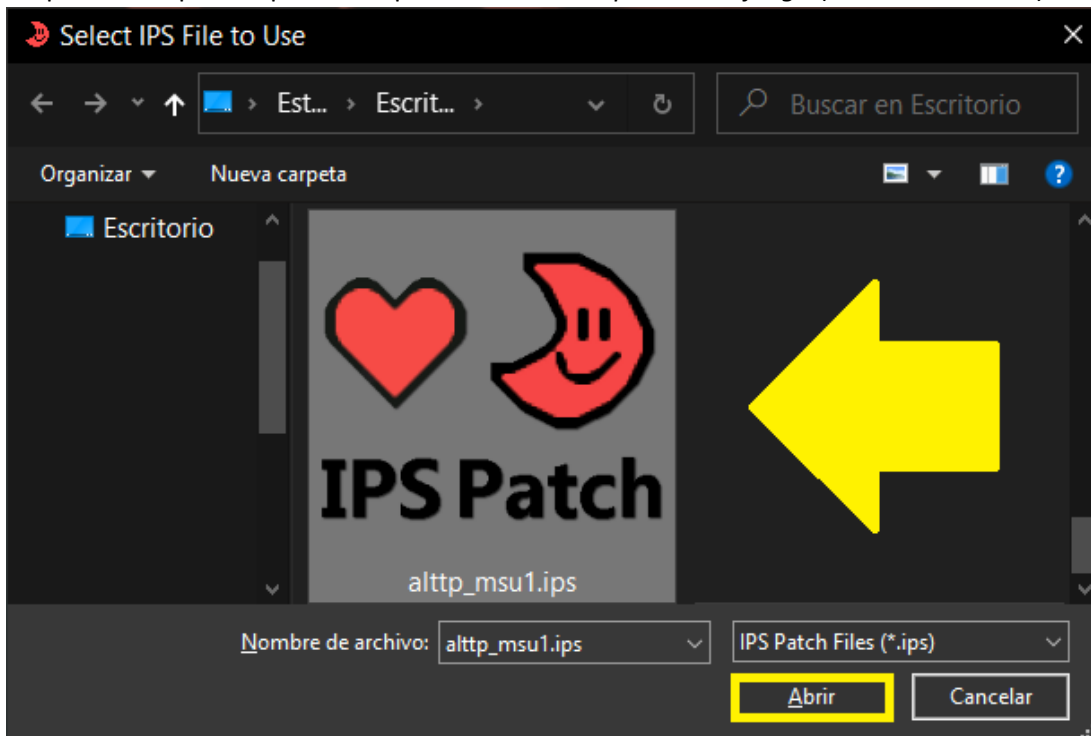 Select IPS File to Use
Est... > Escrit... >
Buscar en Escritorio
Organizar
Nueva carpeta
?
Escritorio
IPS Patch
alttp_msu1.ips
Nombre de archivo: alttp_msu1.ips
IPS Patch Files (*.ips)
Abrir
Cancelar